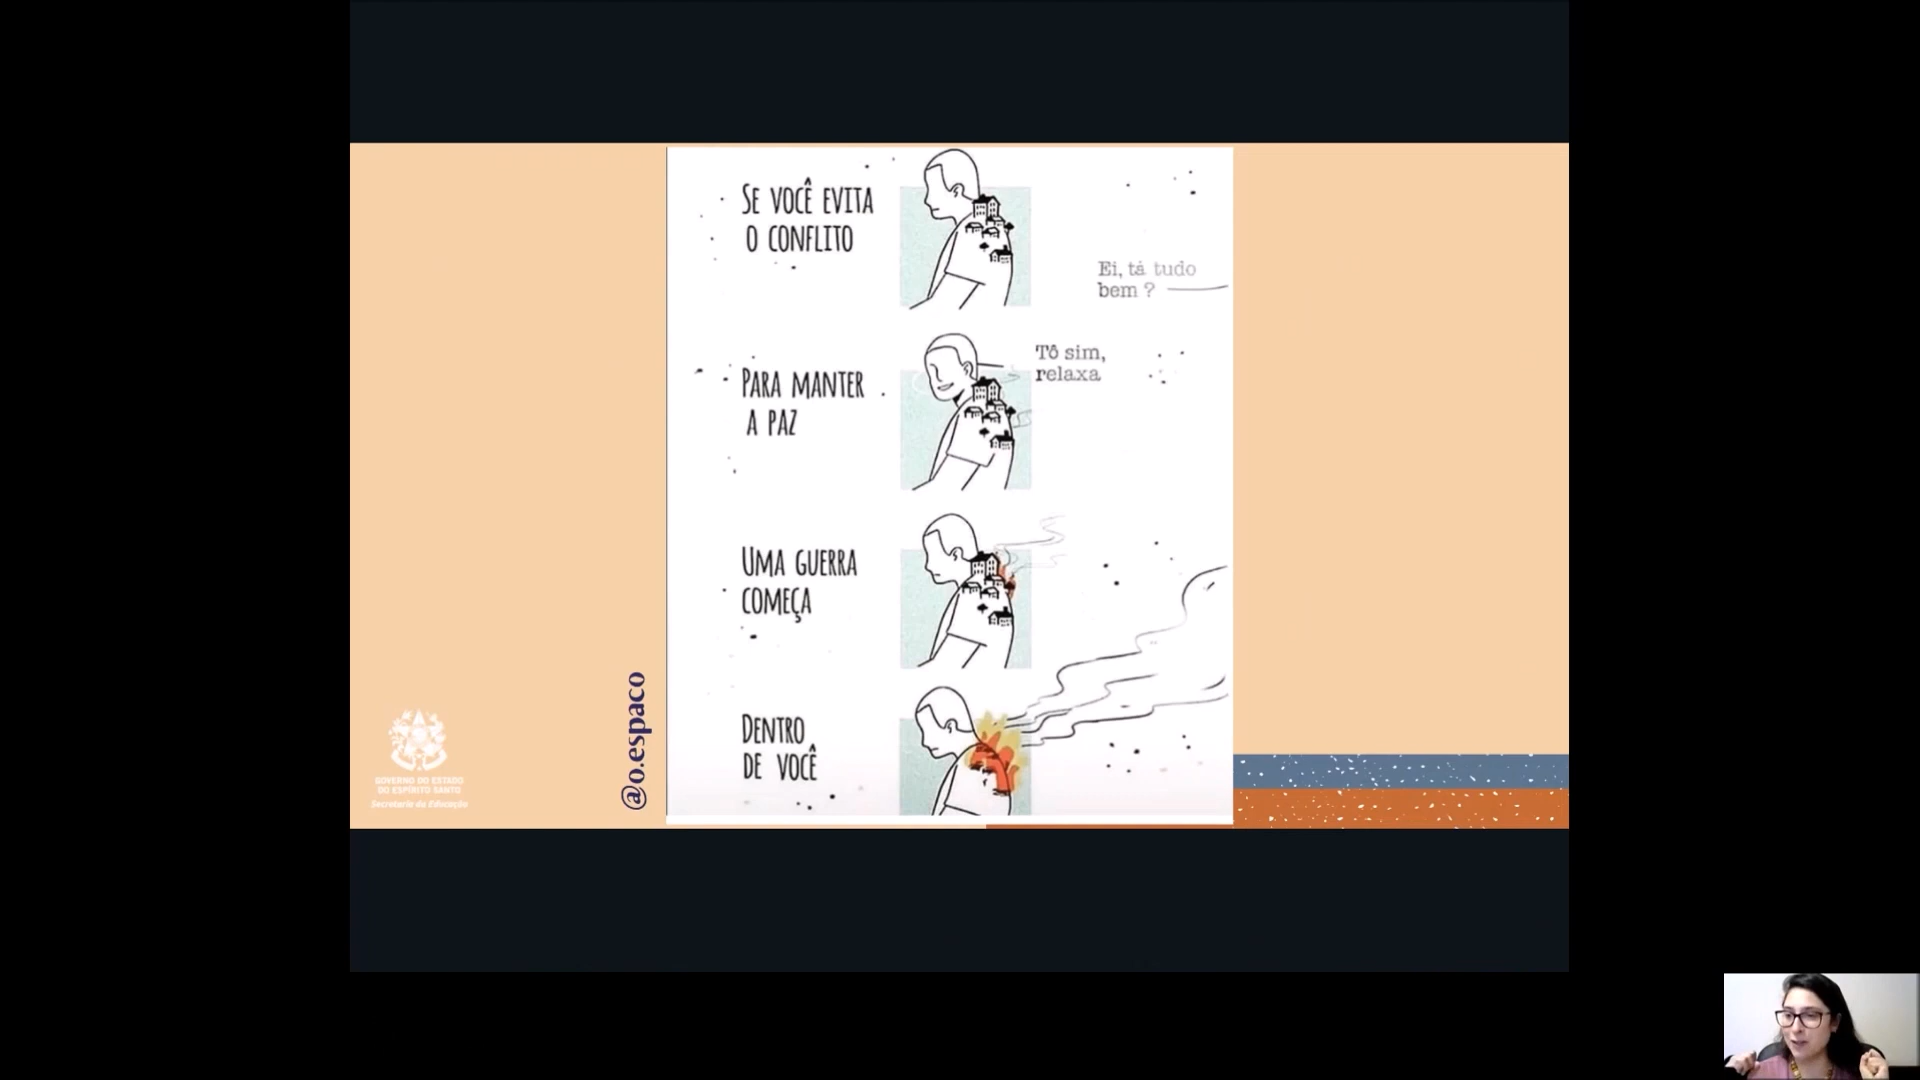 SE VOCÊ EVITA
O CONFLITO
Ei, tá tudo
bem ?
Tô sim,
relaxa
PARA MANTER
A PAZ
UMA GUERRA
COMEÇA
DENTRO
DE VOCÊ
@o.espaco
GOVERNO DO ESTADO
DO ESPÍRITO SANTO
Secretaria da Educação